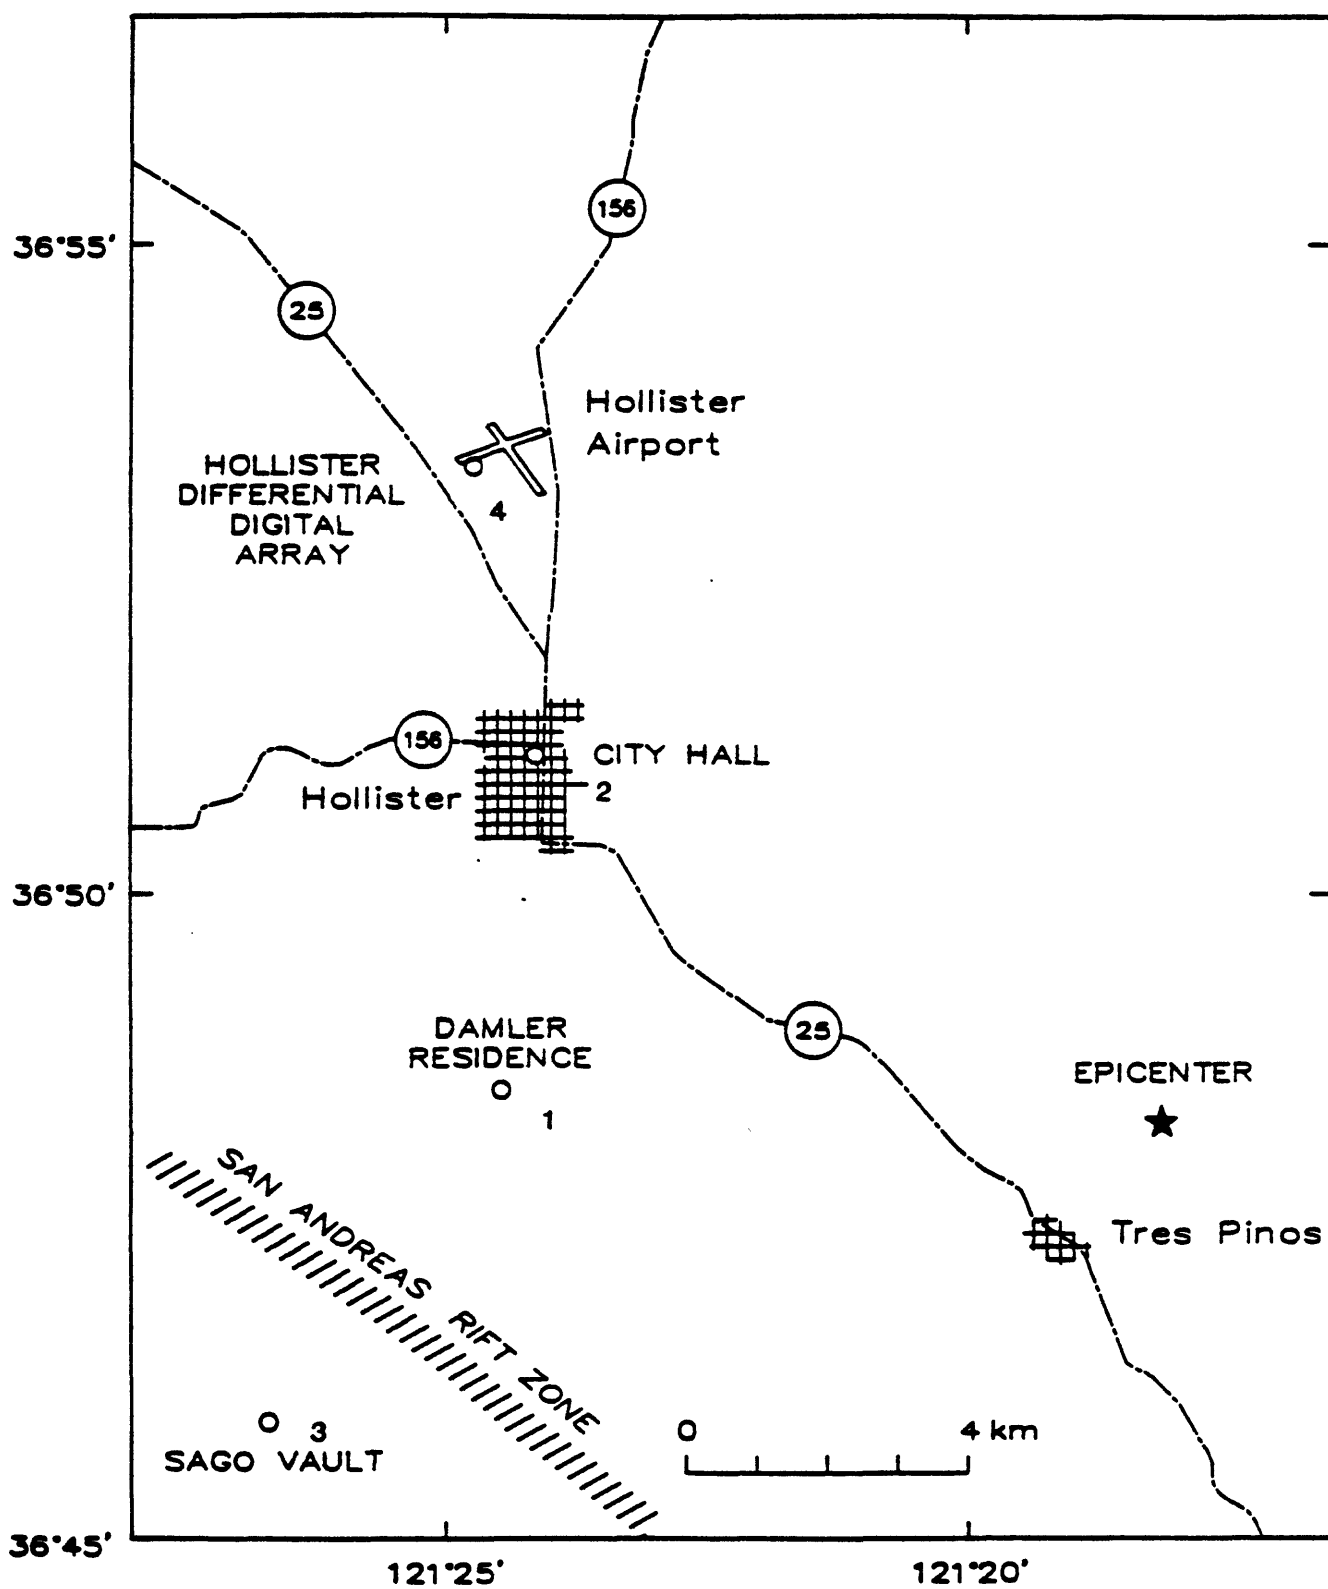 156
36°55'
25
Hollister
Airport
HOLLISTER
DIFFERENTIAL
DIGITAL
ARRAY
4
156
CITY HALL
2
Hollister
36°50'
25
DAMLER
RESIDENCE
1
EPICENTER
SAN ANDREAS RIFT ZONE
Tres Pinos
3
SAGO VAULT
0 4 km
36°45'
121°25' 121°20'